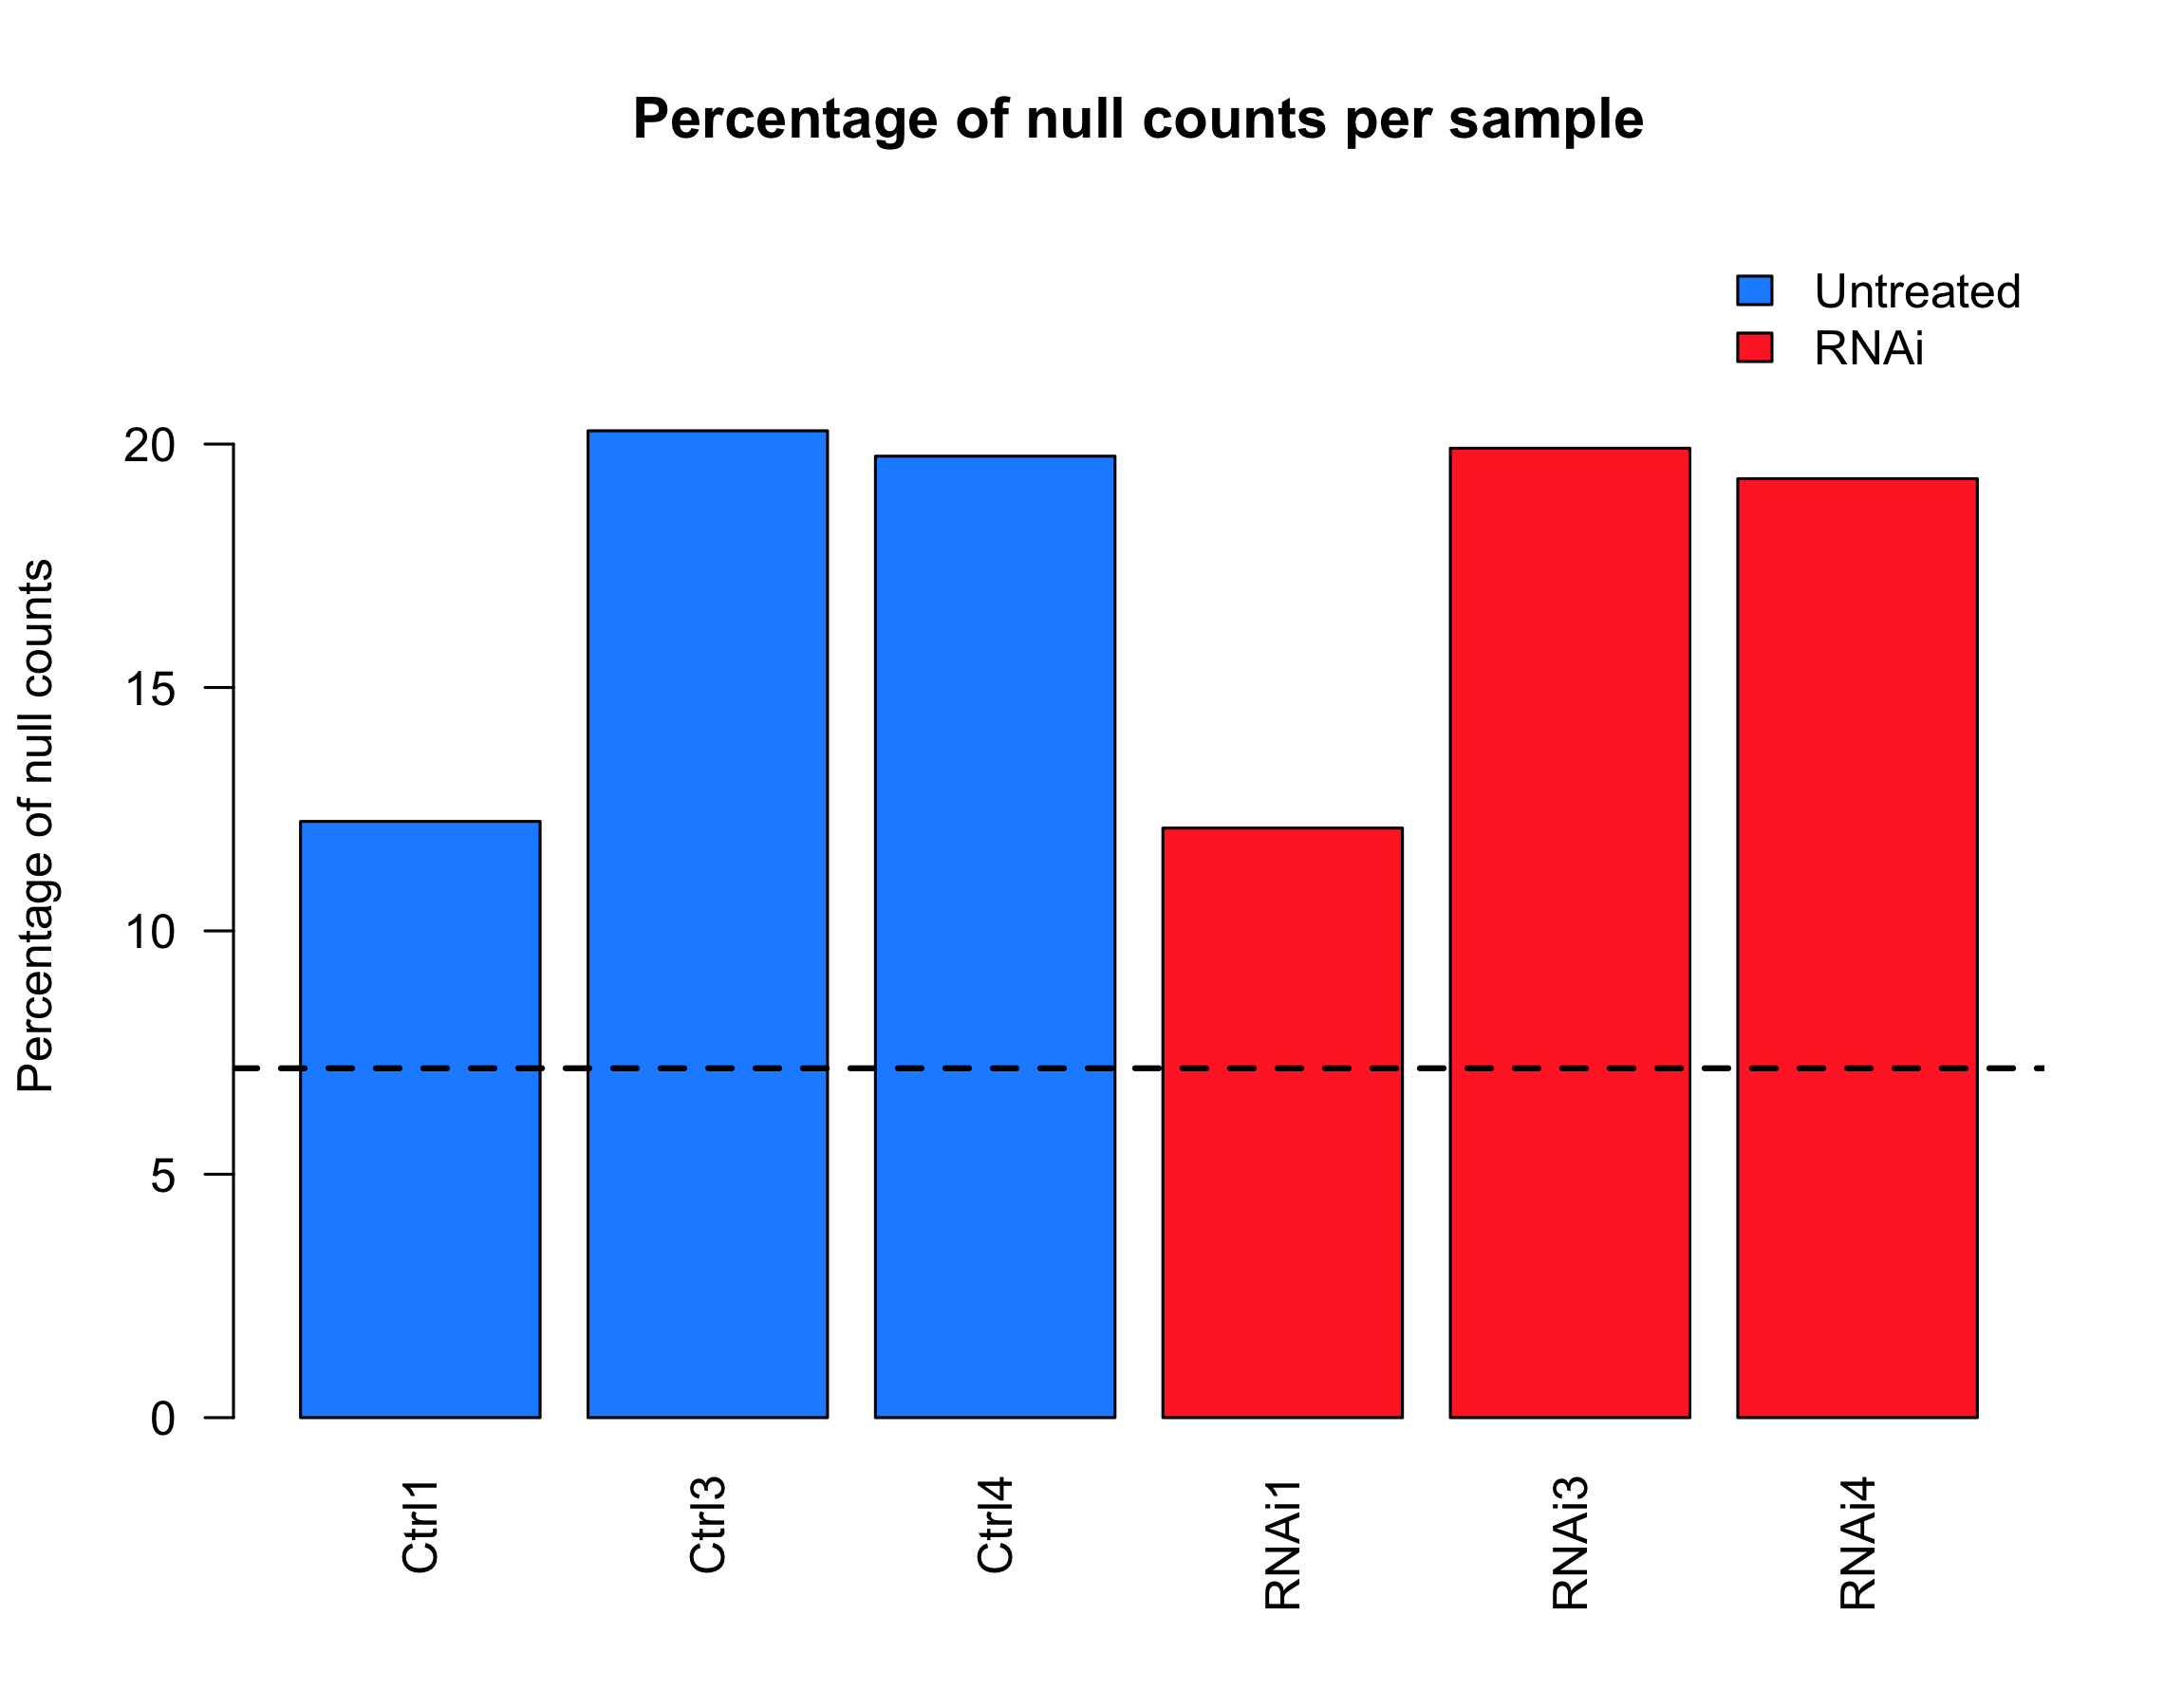 Percentage of null counts per sample
Untreated
RNAi
Percentage of null counts
20
15
10
5
0
Ctrl1
Ctrl3
Ctrl4
RNAi1
RNAi3
RNAi4